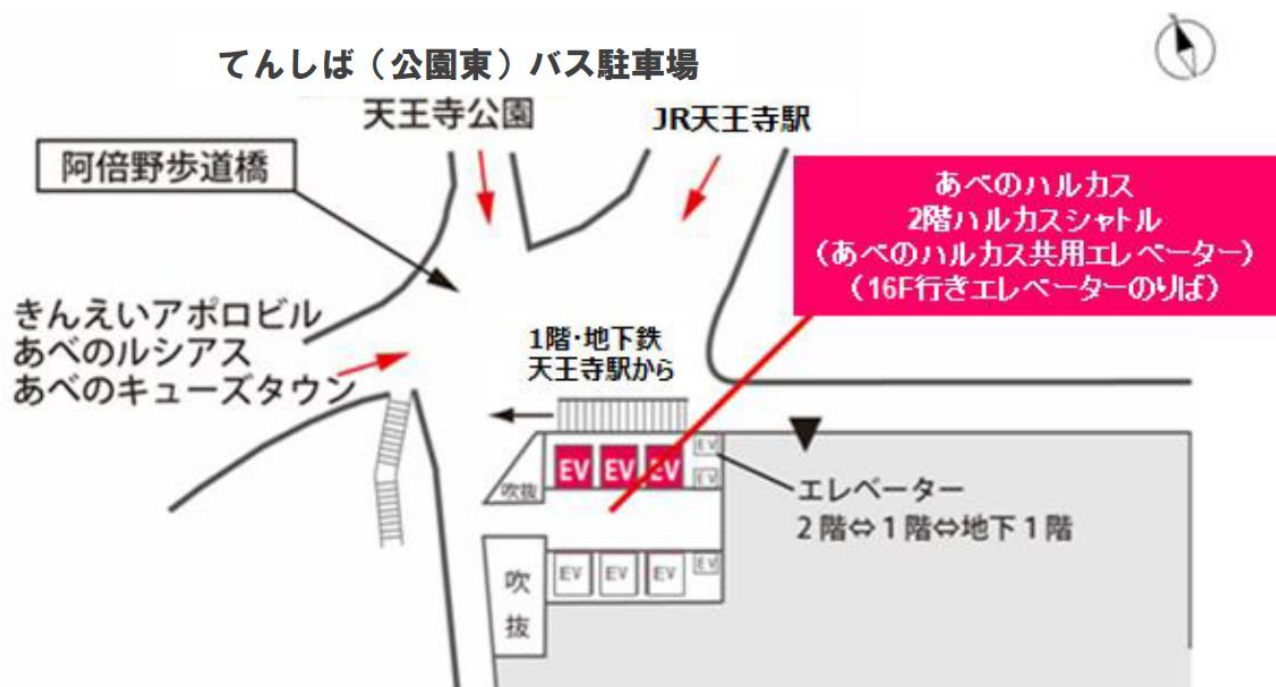 てんしば（公園東）バス駐車場
天王寺公園
JR天王寺駅
阿倍野歩道橋
あべのハルカス
2階ハルカスシャトル
（あべのハルカス共用エレベーター）
（16F行きエレベーターのりば）
きんえいアポロビル
あべのルシアス
あべのキューズタウン
1階・地下鉄
天王寺駅から
EV EV EV EV
EV
吹抜
エレベーター
2階⇔1階⇔地下1階
EV EV EV EV
吹
抜